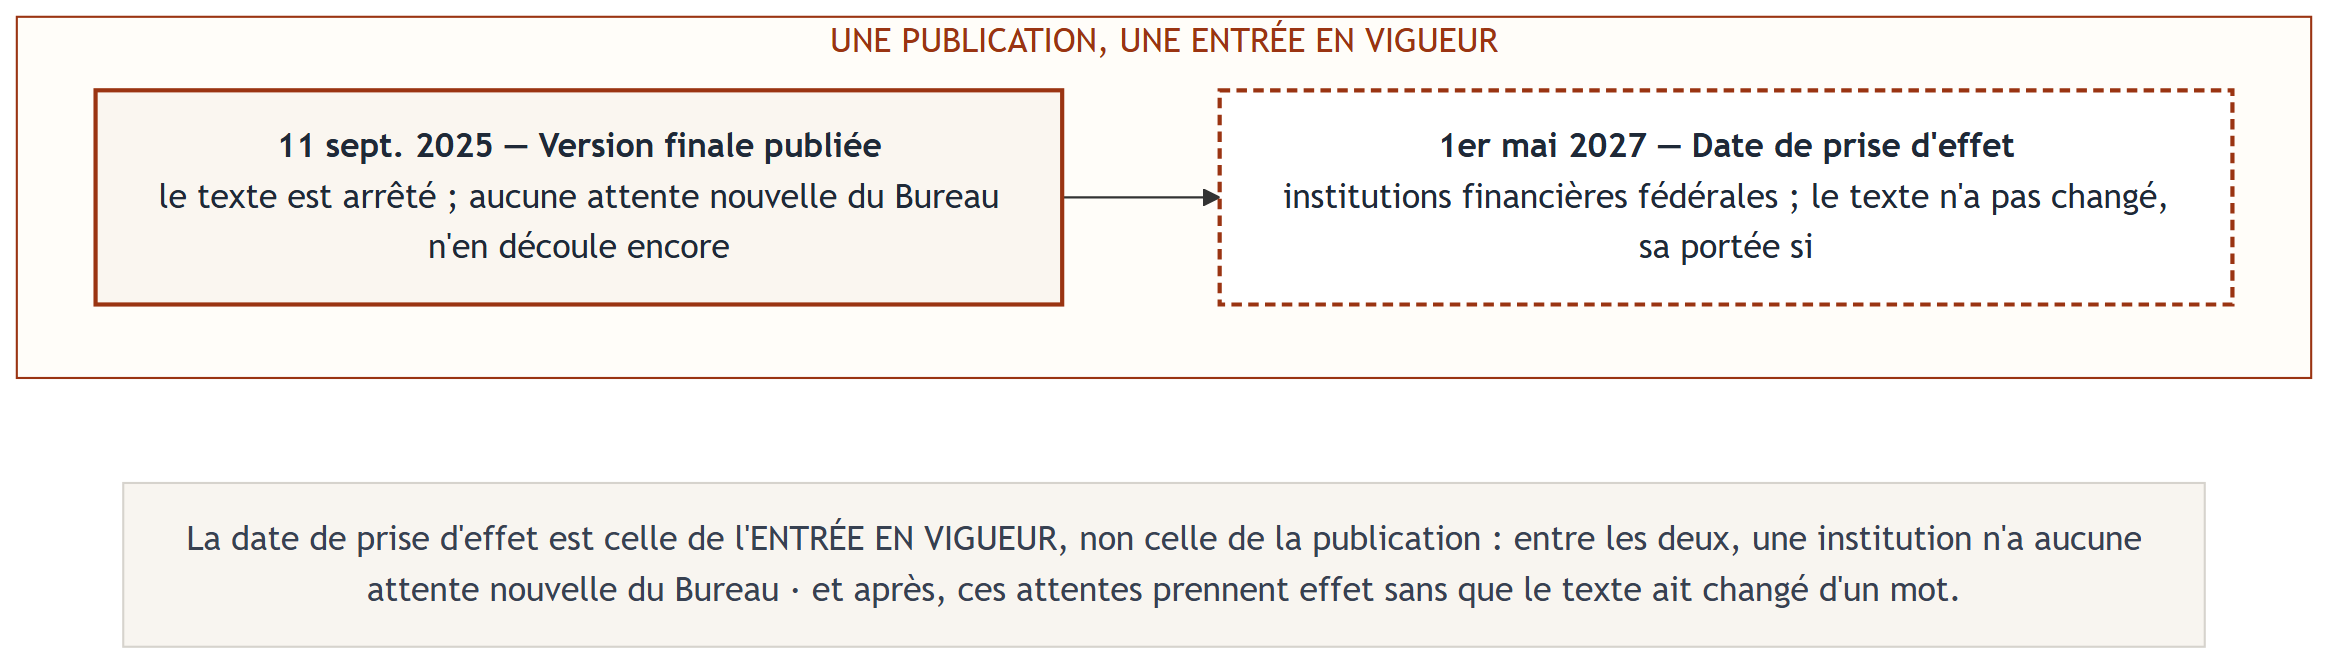 UNE PUBLICATION, UNE ENTRÉE EN VIGUEUR
11 sept. 2025 — Version finale publiée
le texte est arrêté ; aucune attente nouvelle du Bureau
n'en découle encore
1er mai 2027 — Date de prise d'effet
institutions financières fédérales ; le texte n'a pas changé,
sa portée si
La date de prise d'effet est celle de l'ENTRÉE EN VIGUEUR, non celle de la publication : entre les deux, une institution n'a aucune
attente nouvelle du Bureau · et après, ces attentes prennent effet sans que le texte ait changé d'un mot.